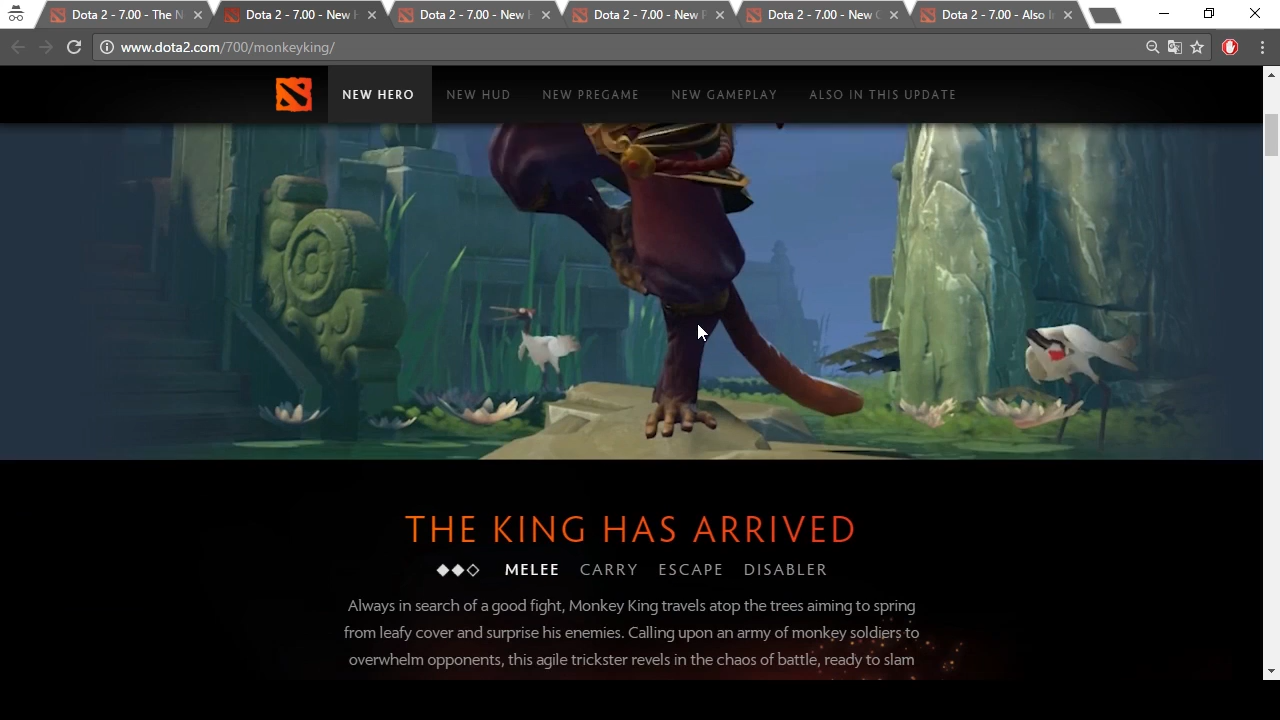 Dota 2 - 7.00 - The N
Dota 2 - 7.00 - New H
Dota 2 - 7.00 - New H
Dota 2 - 7.00 - New P
Dota 2 - 7.00 - New G
Dota 2 - 7.00 - Also In
www.dota2.com/700/monkeyking/
NEW HERO
NEW HUD
NEW PREGAME
NEW GAMEPLAY
ALSO IN THIS UPDATE
THE KING HAS ARRIVED
MELEE CARRY ESCAPE DISABLER
Always in search of a good fight, Monkey King travels atop the trees aiming to spring
from leafy cover and surprise his enemies. Calling upon an army of monkey soldiers to
overwhelm opponents, this agile trickster revels in the chaos of battle, ready to slam